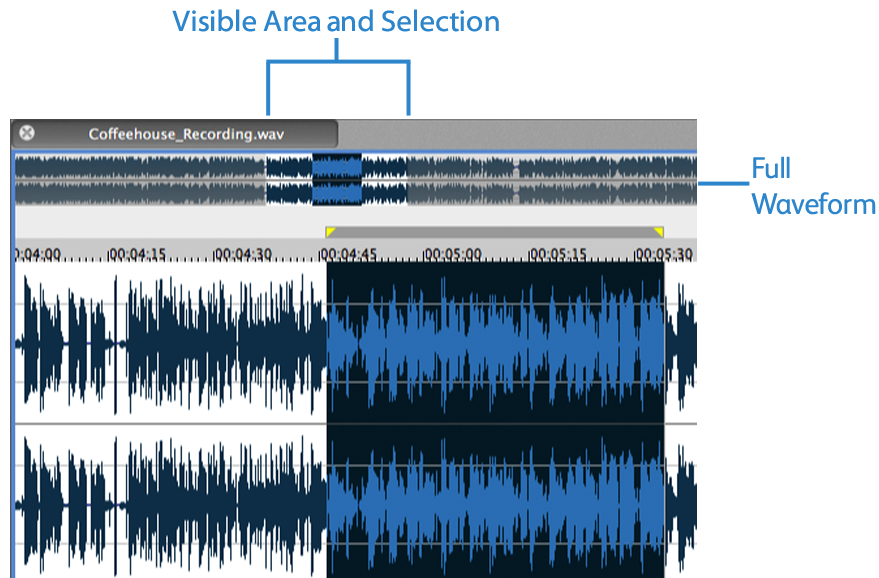 Visible Area and Selection
Coffeehouse_Recording.wav
Full
Waveform
0:04:00 00:04:15 00:04:30 00:04:45 00:05:00 00:05:15 00:05:30